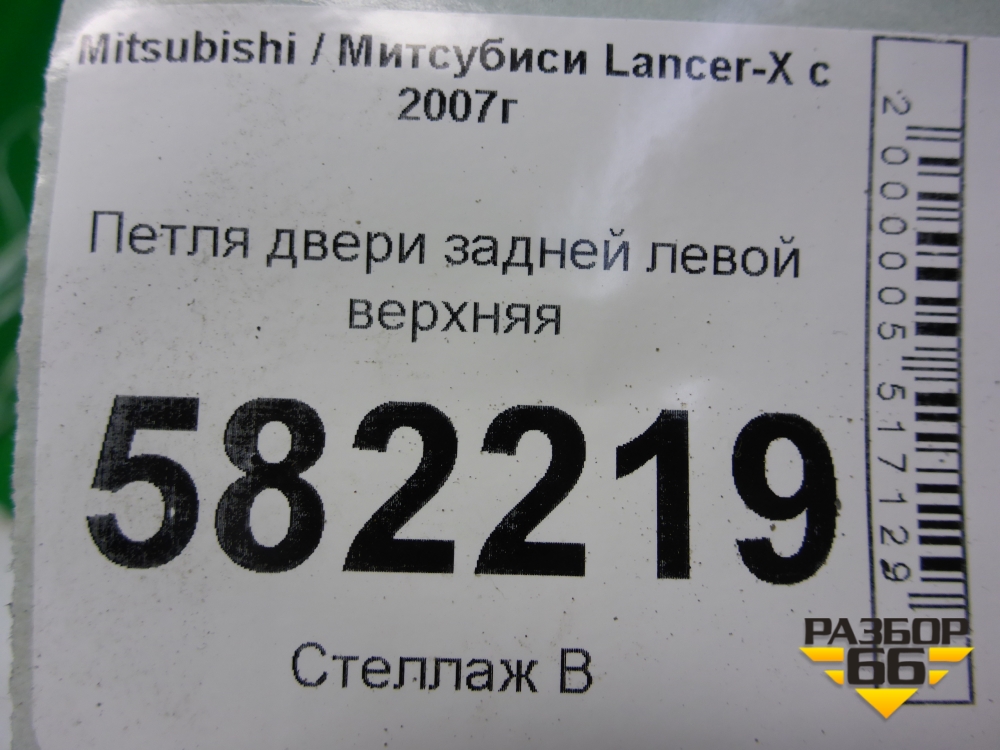 Mitsubishi / Митсубиси Lancer-X с
2007г
Петля двери задней левой
верхняя
582219
Стеллаж В
2000005517129
РАЗБОР
66